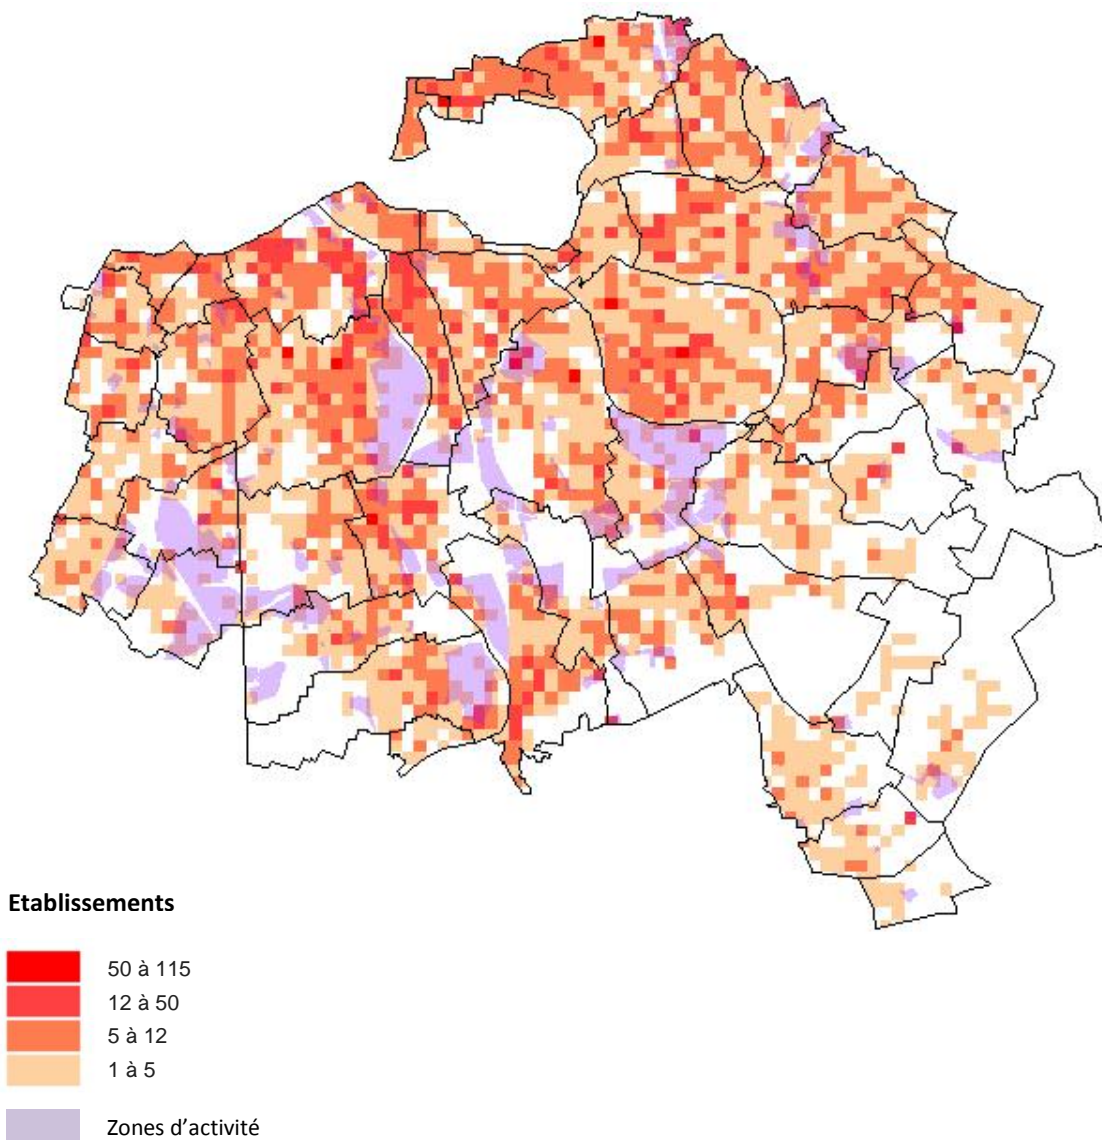 Etablissements
50 à 115
12 à 50
5 à 12
1 à 5
Zones d’activité